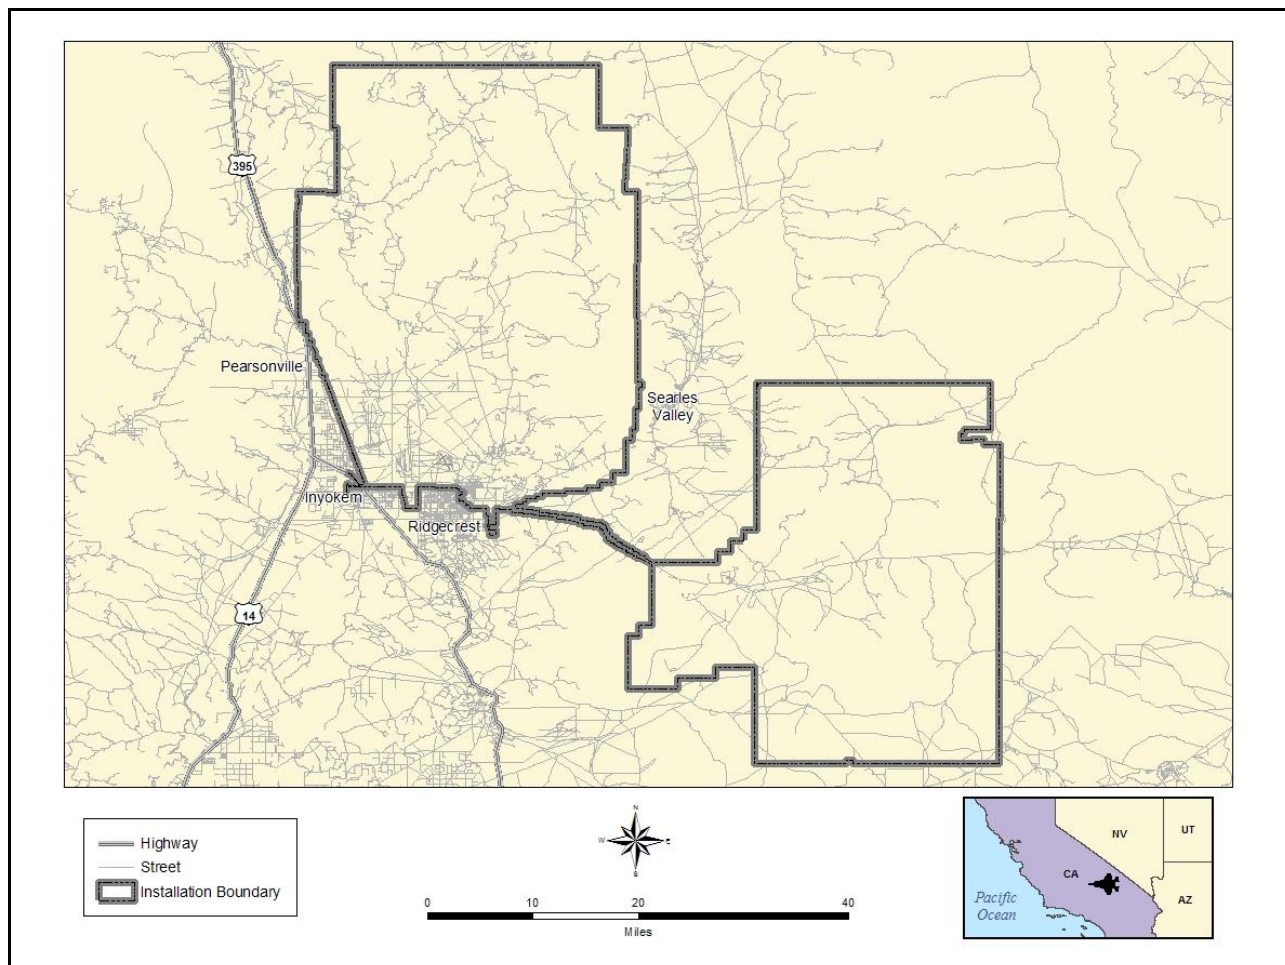 395
Pearsonville
Searles
Valley
Inyokern
Ridgecrest
14
Highway
Street
Installation Boundary
N
W
E
S
0
10
20
40
Miles
NV
UT
CA
AZ
Pacific
Ocean